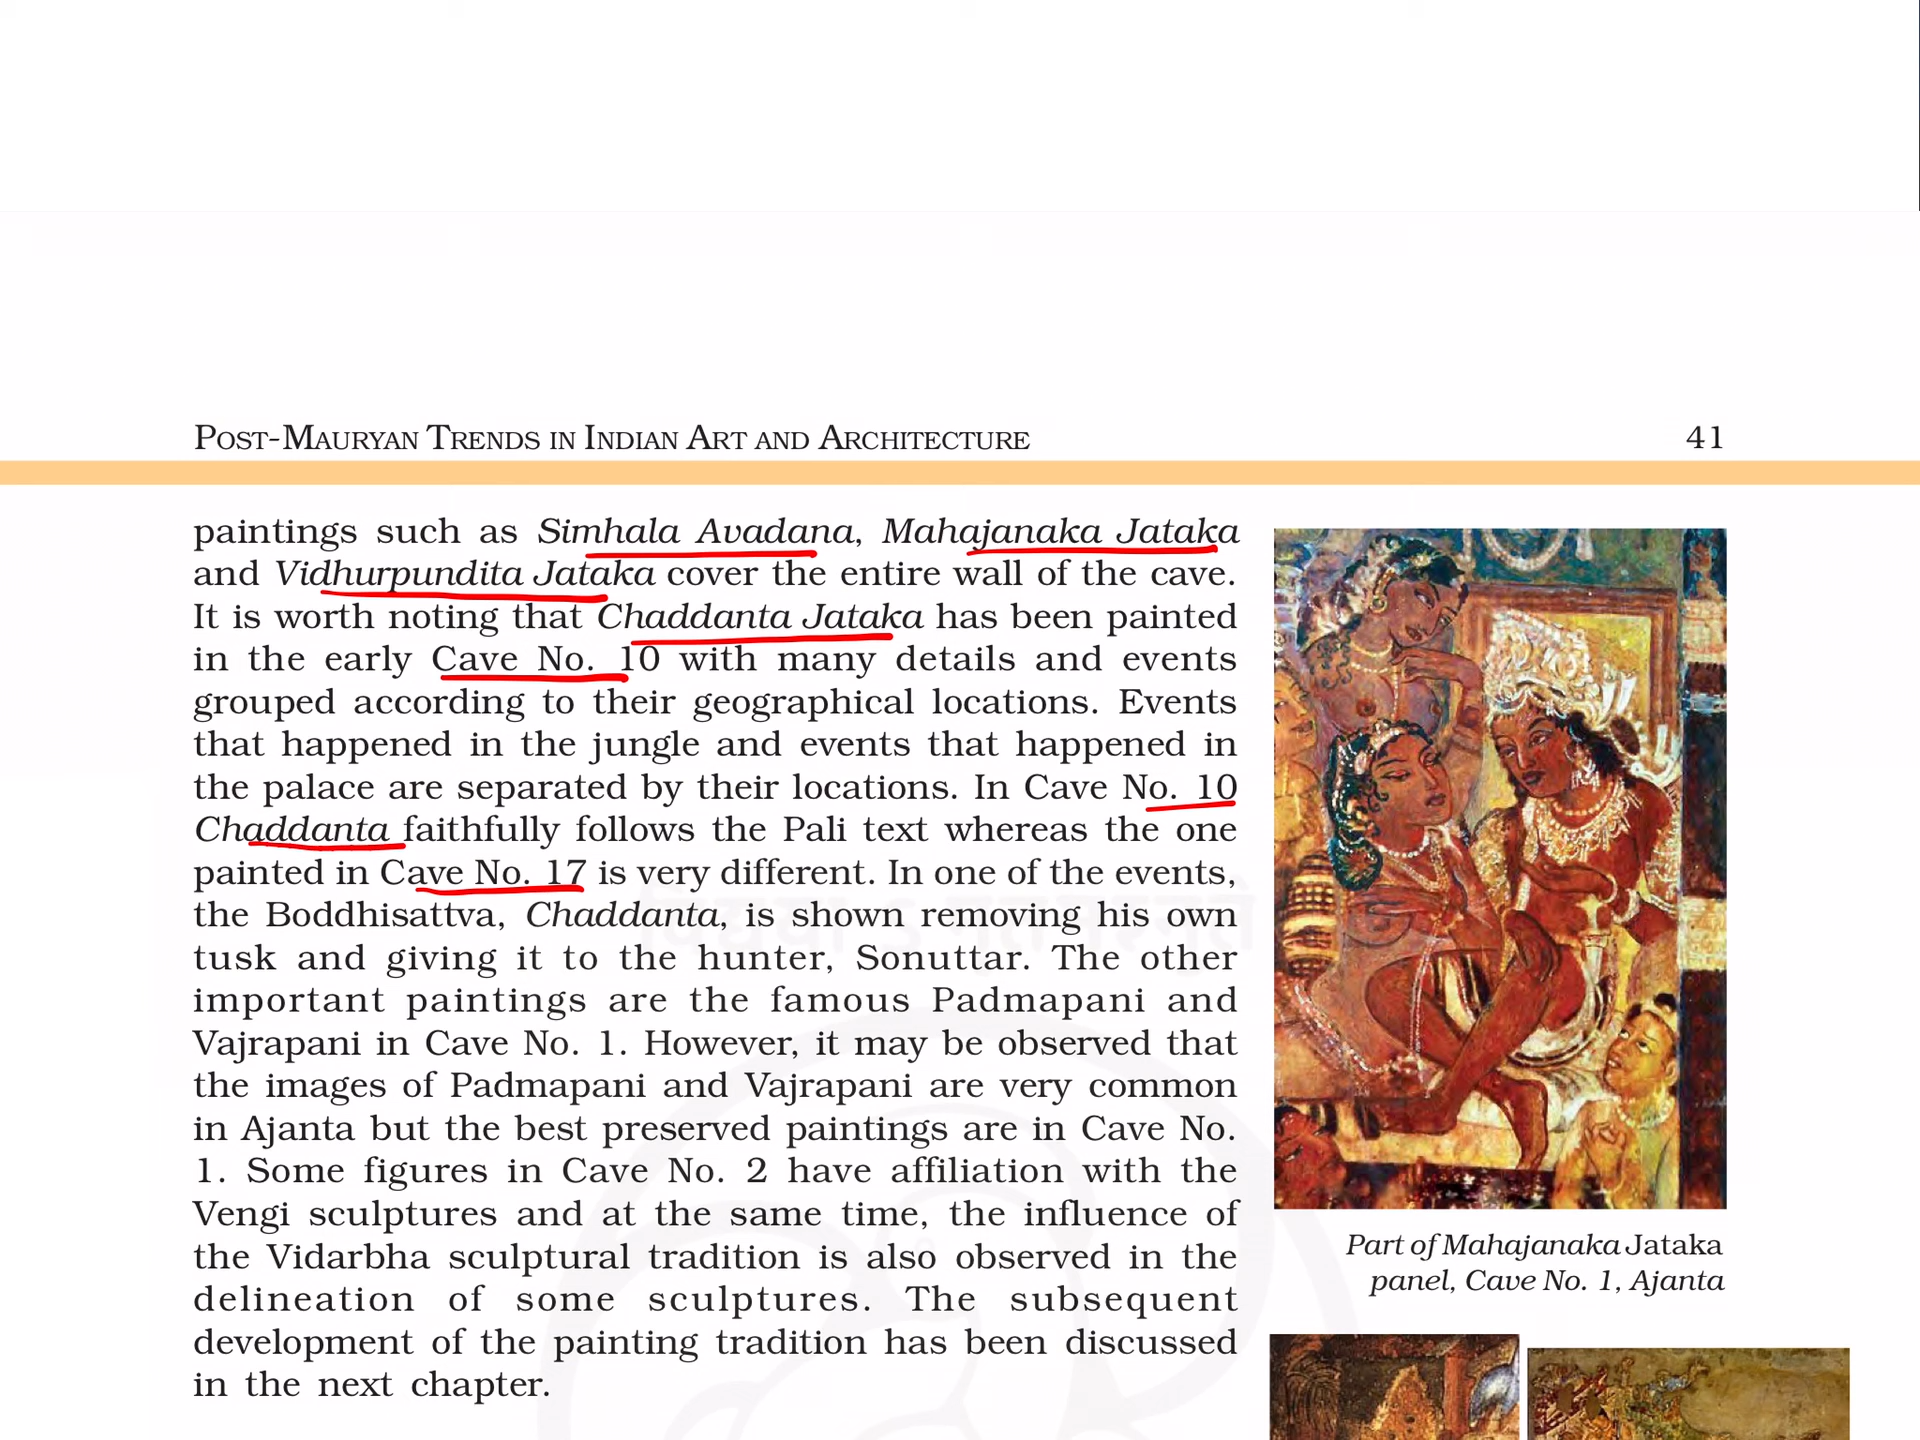 POST-MAURYAN TRENDS IN INDIAN ART AND ARCHITECTURE 41
paintings such as Simhala Avadana, Mahajanaka Jataka
and Vidhurpundita Jataka cover the entire wall of the cave.
It is worth noting that Chaddanta Jataka has been painted
in the early Cave No. 10 with many details and events
grouped according to their geographical locations. Events
that happened in the jungle and events that happened in
the palace are separated by their locations. In Cave No. 10
Chaddanta faithfully follows the Pali text whereas the one
painted in Cave No. 17 is very different. In one of the events,
the Boddhisattva, Chaddanta, is shown removing his own
tusk and giving it to the hunter, Sonuttar. The other
important paintings are the famous Padmapani and
Vajrapani in Cave No. 1. However, it may be observed that
the images of Padmapani and Vajrapani are very common
in Ajanta but the best preserved paintings are in Cave No.
1. Some figures in Cave No. 2 have affiliation with the
Vengi sculptures and at the same time, the influence of
the Vidarbha sculptural tradition is also observed in the
delineation of some sculptures. The subsequent
development of the painting tradition has been discussed
in the next chapter.
Part of Mahajanaka Jataka
panel, Cave No. 1, Ajanta